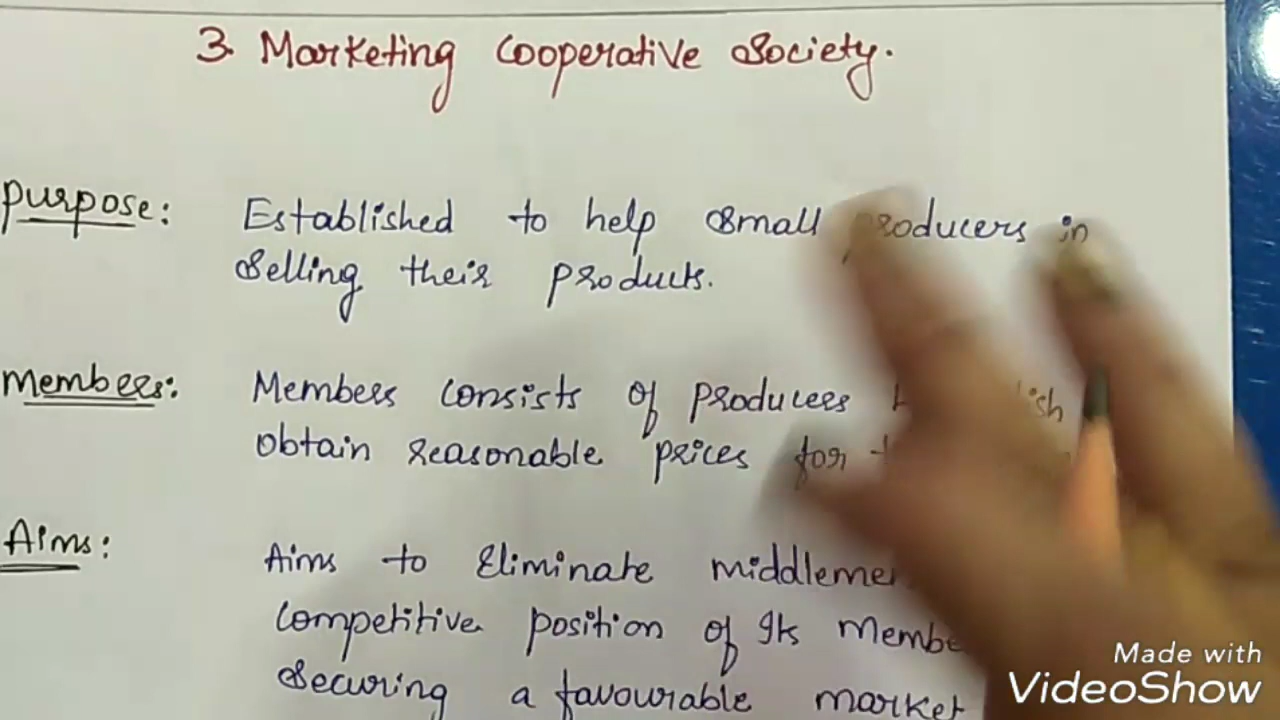 3. Marketing Cooperative Society.
Purpose: Established to help small producers in
selling their products.
Members: Members consists of producers
obtain reasonable prices for
Aims: Aims to Eliminate
competitive position of Its
securing a favourable market
Made with
VideoShow